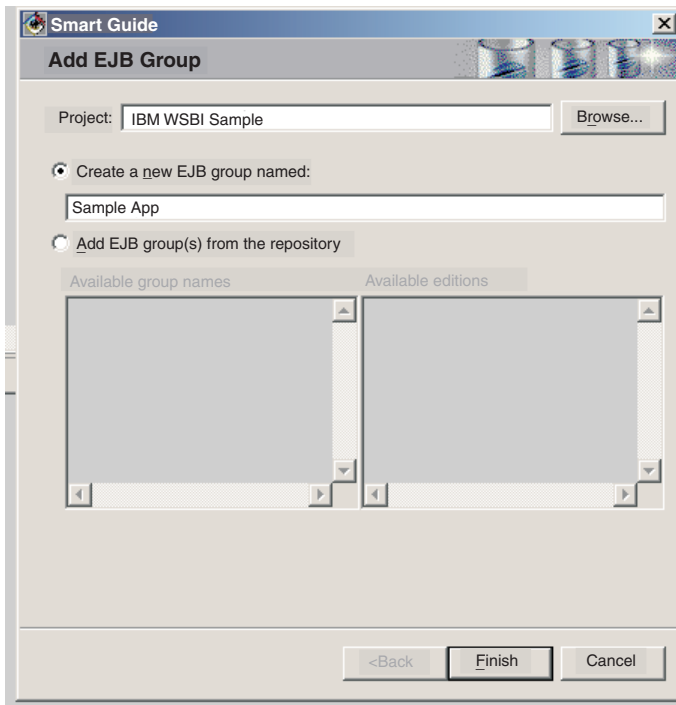 Smart Guide
Add EJB Group
Project: IBM WSBI Sample Browse...
Create a new EJB group named:
Sample App
Add EJB group(s) from the repository
Available group names Available editions
<Back Finish Cancel